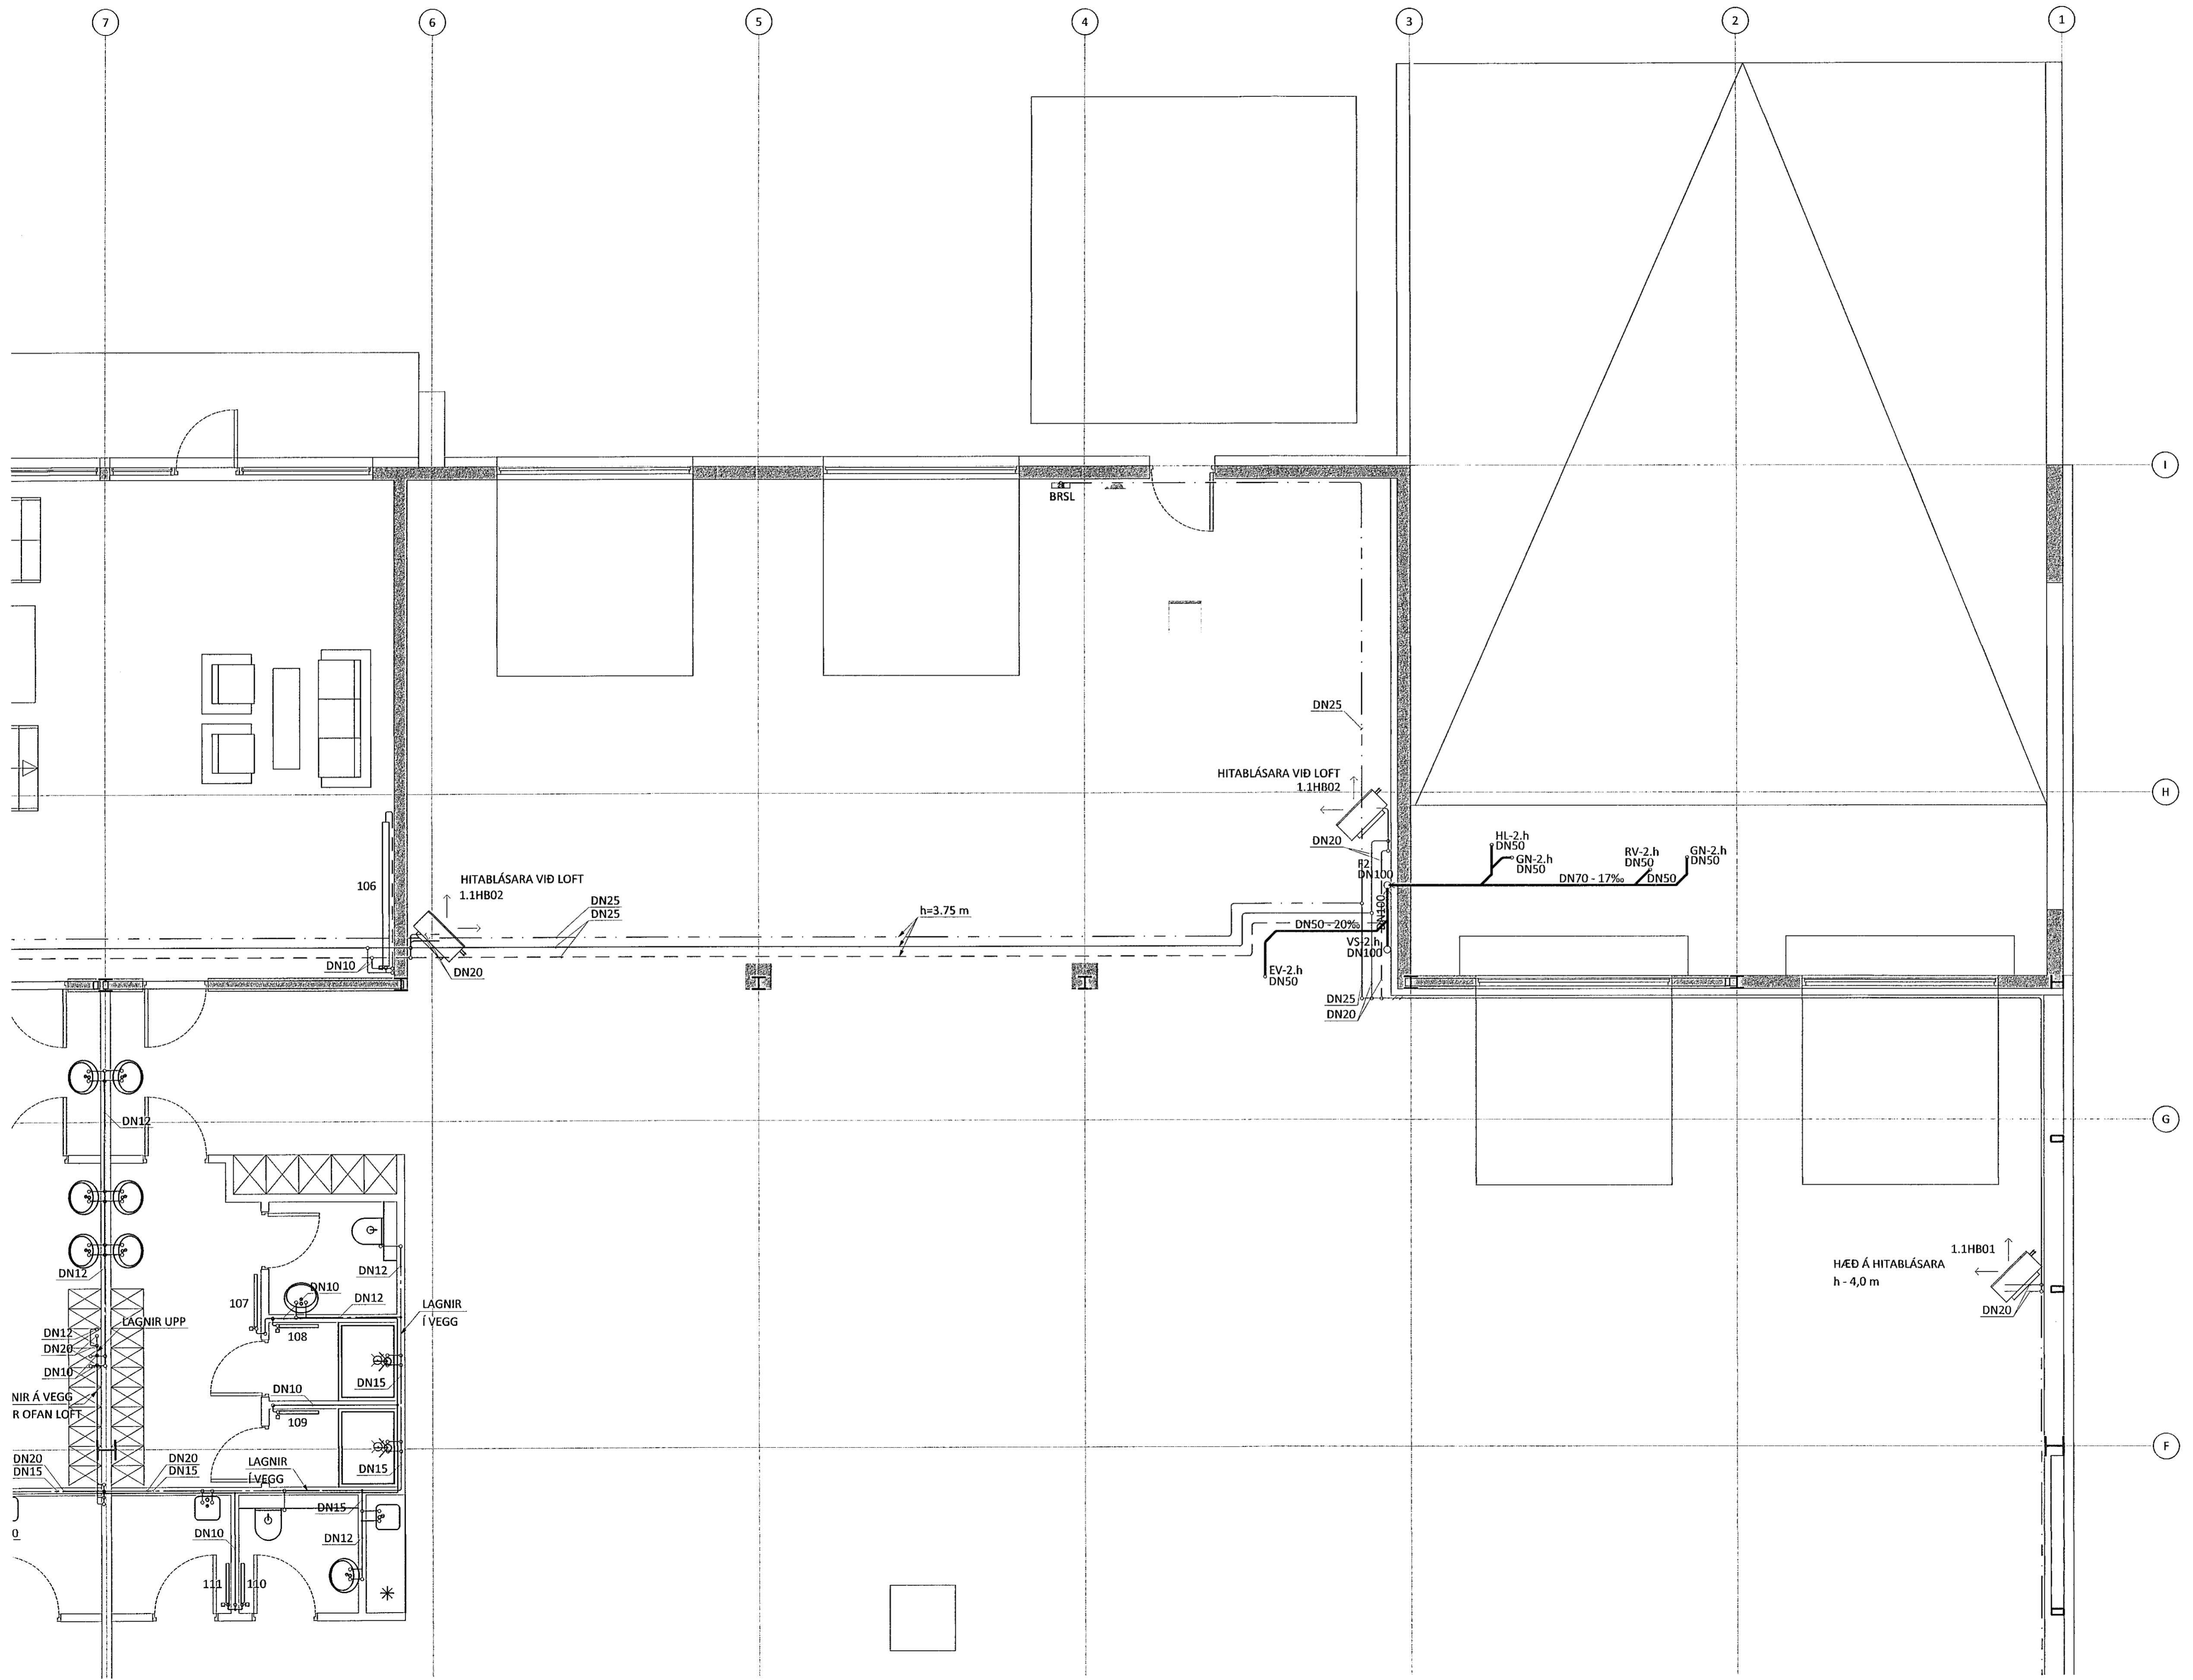 7
6
5
4
3
2
1
I
BRSL
DN25
HITABLÁSARA VIÐ LOFT
1.1HB02
H
DN20
F2
DN100
HL-2.h
DN50
GN-2.h
DN50
RV-2.h
DN50
GN-2.h
DN50
DN70 - 17‰
DN50
106
HITABLÁSARA VIÐ LOFT
1.1HB02
DN25
DN25
h=3.75 m
DN50 - 20‰
DN100
VS-2.h
DN100
DN10
DN20
EV-2.h
DN50
DN25
DN20
DN12
G
DN12
DN12
DN10
DN12
107
108
LAGNIR
Í VEGG
LAGNIR UPP
DN12
DN20
DN10
DN15
NIR Á VEGG
R OFAN LOFT
DN10
109
1.1HB01
HÆÐ Á HITABLÁSARA
h - 4,0 m
DN20
F
DN20
DN15
DN20
DN15
LAGNIR
Í VEGG
DN15
DN15
0
DN10
DN12
111
110